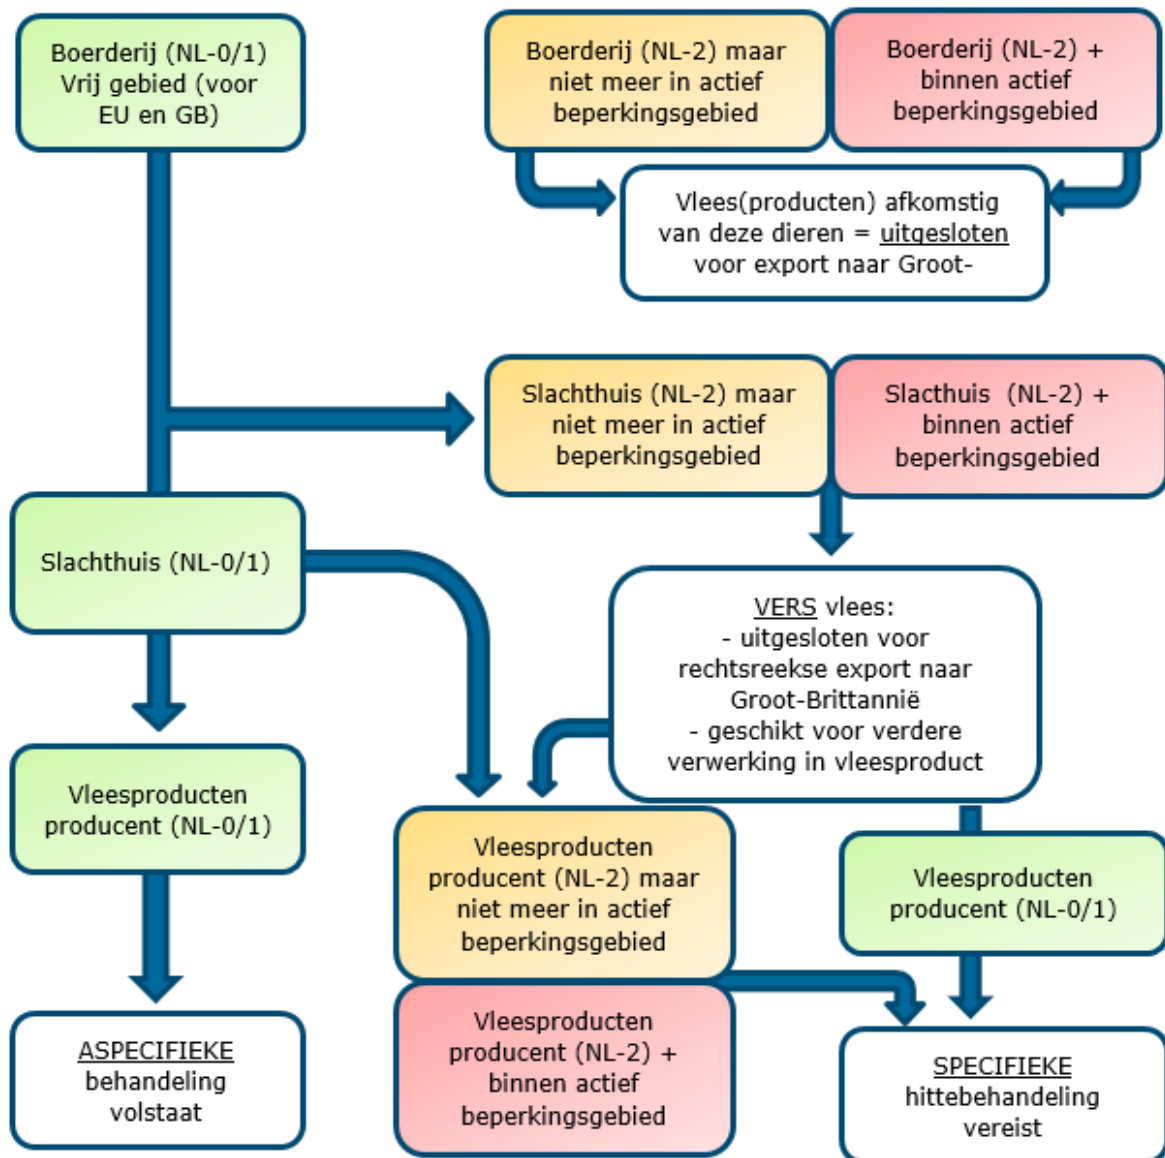 Boerderij (NL-0/1)
Vrij gebied (voor
EU en GB)
Boerderij (NL-2) maar
niet meer in actief
beperkingsgebied
Boerderij (NL-2) +
binnen actief
beperkingsgebied
Vlees(producten) afkomstig
van deze dieren = uitgesloten
voor export naar Groot-
Slachthuis (NL-2) maar
niet meer in actief
beperkingsgebied
Slacthuis (NL-2) +
binnen actief
beperkingsgebied
Slachthuis (NL-0/1)
VERS vlees:
- uitgesloten voor
rechtsreekse export naar
Groot-Brittannië
- geschikt voor verdere
verwerking in vleesproduct
Vleesproducten
producent (NL-0/1)
Vleesproducten
producent (NL-2) maar
niet meer in actief
beperkingsgebied
Vleesproducten
producent (NL-0/1)
Vleesproducten
producent (NL-2) +
binnen actief
beperkingsgebied
ASPECIFIEKE
behandeling
volstaat
SPECIFIEKE
hittebehandeling
vereist